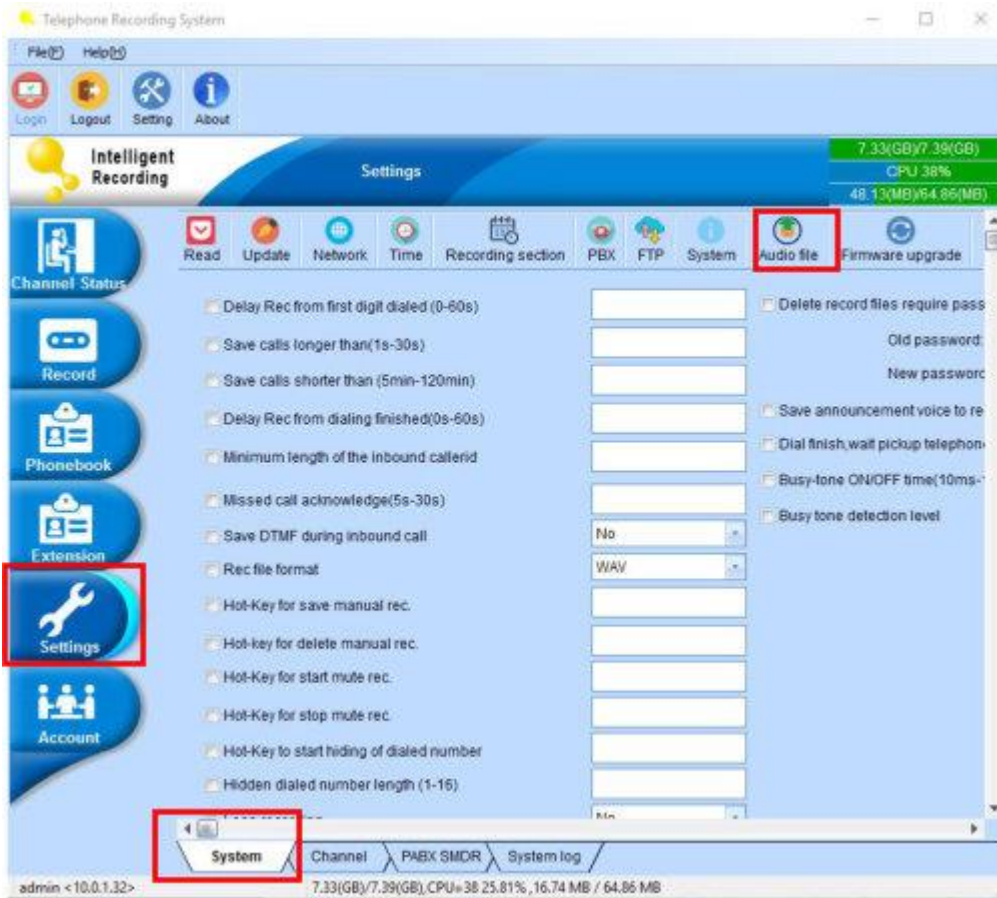 Telephone Recording System
File(F) Help(H)
Login Logout Setting About
Intelligent
Recording
Settings
7.33(GB)/7.39(GB)
CPU 38%
48.13(MB)/64.86(MB)
Channel Status
Record
Phonebook
Extension
Settings
Account
Read Update Network Time Recording section PBX FTP System Audio file Firmware upgrade
Delay Rec from first digit dialed (0-60s)
Save calls longer than(1s-30s)
Save calls shorter than (5min-120min)
Delay Rec from dialing finished(0s-60s)
Minimum length of the inbound callerid
Missed call acknowledge(5s-30s)
Save DTMF during inbound call No
Rec file format WAV
Hot-Key for save manual rec.
Hot-key for delete manual rec.
Hot-Key for start mute rec.
Hot-Key for stop mute rec.
Hot-Key to start hiding of dialed number
Hidden dialed number length (1-16)
No
Delete record files require pass
Old password:
New password
Save announcement voice to re
Dial finish,wait pickup telephon
Busy-tone ON/OFF time(10ms-
Busy tone detection level
System Channel PABX SMDR System log
admin <10.0.1.32> 7.33(GB)/7.39(GB),CPU=38 25.81% ,16.74 MB / 64.86 MB